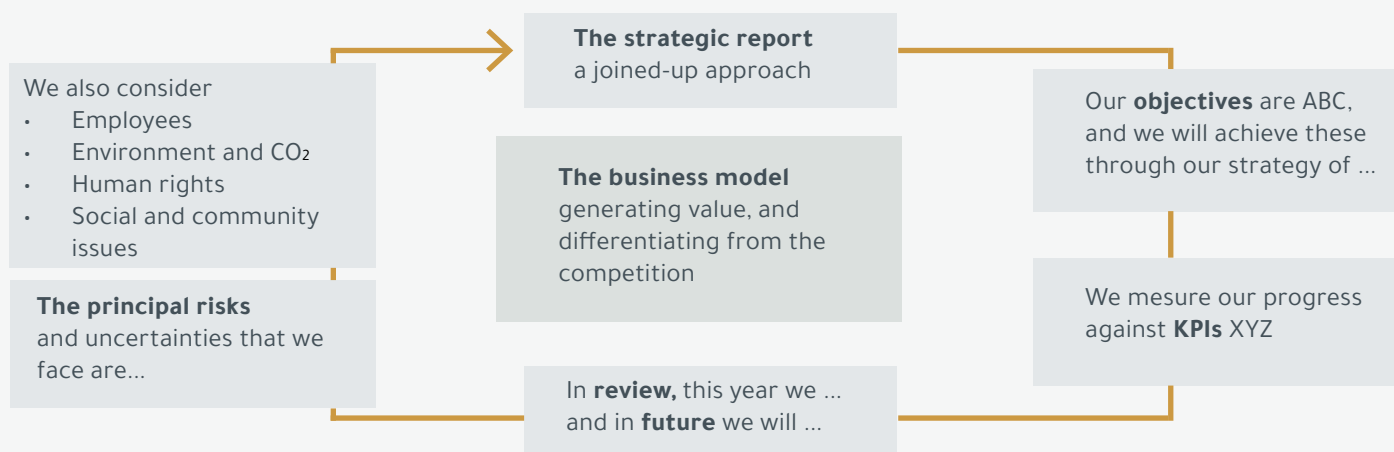 The strategic report
a joined-up approach
Our objectives are ABC,
and we will achieve these
through our strategy of ...
We mesure our progress
against KPIs XYZ
In review, this year we ...
and in future we will ...
The principal risks
and uncertainties that we
face are...
We also consider
• Employees
• Environment and CO₂
• Human rights
• Social and community
issues
The business model
generating value, and
differentiating from the
competition